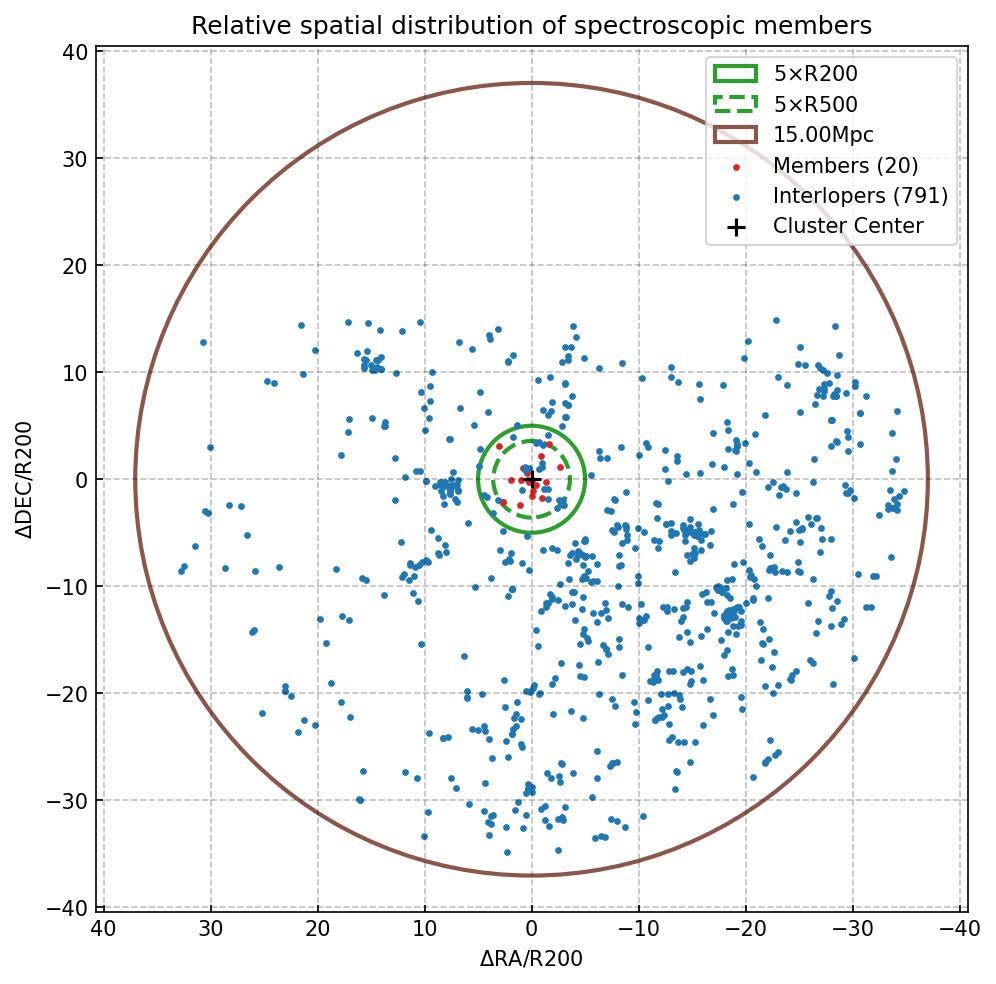 Relative spatial distribution of spectroscopic members
5×R200
5×R500
15.00Mpc
Members (20)
Interlopers (791)
Cluster Center
40
30
20
10
0
−10
−20
−30
−40
ΔDEC/R200
40 30 20 10 0 −10 −20 −30 −40
ΔRA/R200